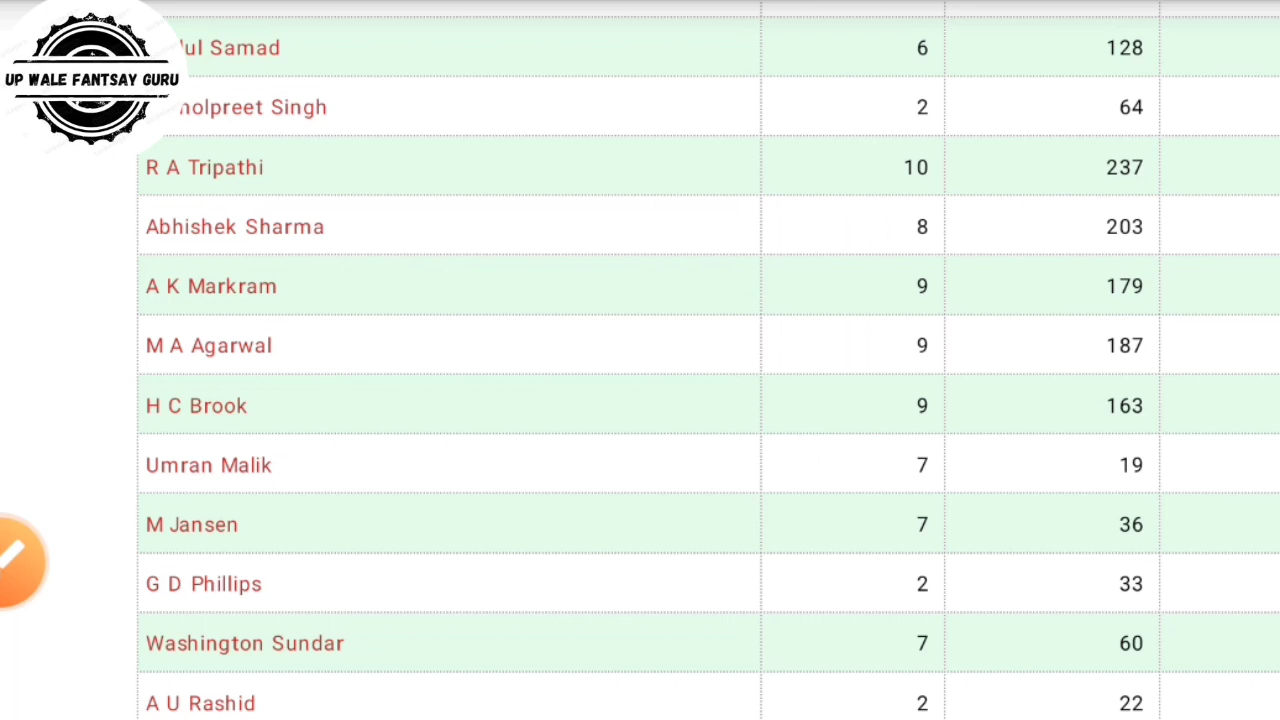 UP WALE FANTSAY GURU
Samad 6 128
Singh 2 64
R A Tripathi 10 237
Abhishek Sharma 8 203
A K Markram 9 179
M A Agarwal 9 187
H C Brook 9 163
Umran Malik 7 19
M Jansen 7 36
G D Phillips 2 33
Washington Sundar 7 60
A U Rashid 2 22